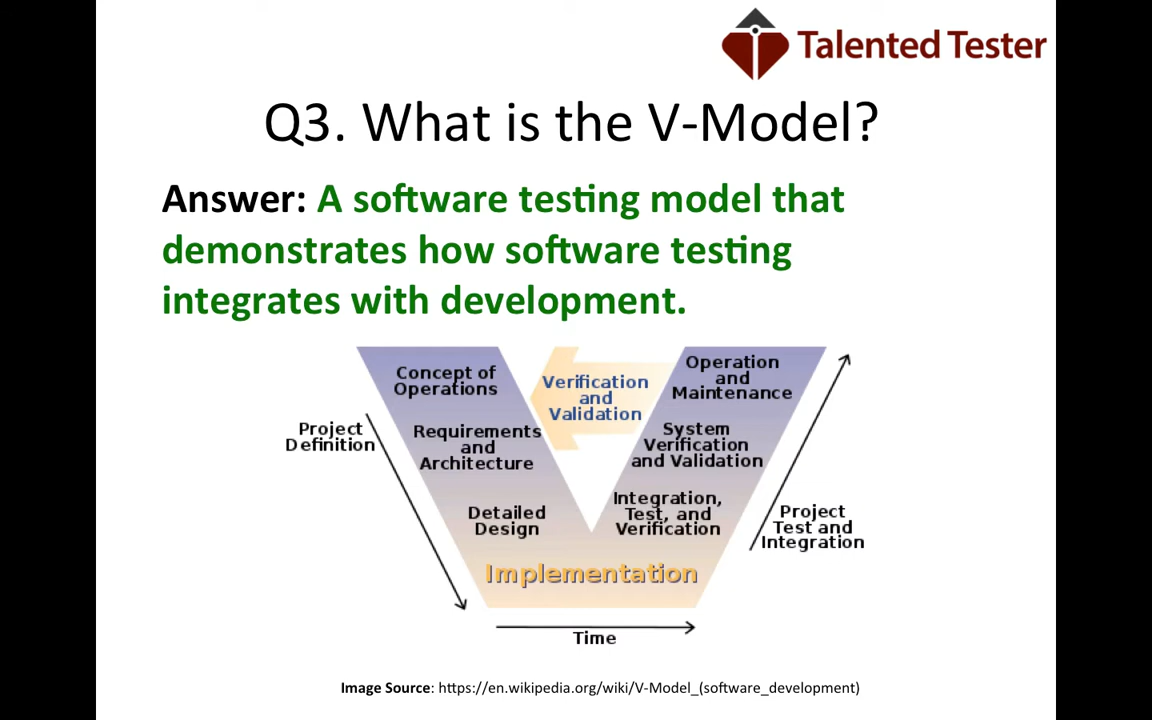 Talented Tester
Q3. What is the V-Model?
Answer: A software testing model that
demonstrates how software testing
integrates with development.
Concept of
Operations
Verification
and
Validation
Operation
and
Maintenance
Project
Definition
Requirements
and
Architecture
System
Verification
and Validation
Detailed
Design
Integration,
Test, and
Verification
Project
Test and
Integration
Implementation
Time
Image Source: https://en.wikipedia.org/wiki/V-Model_(software_development)